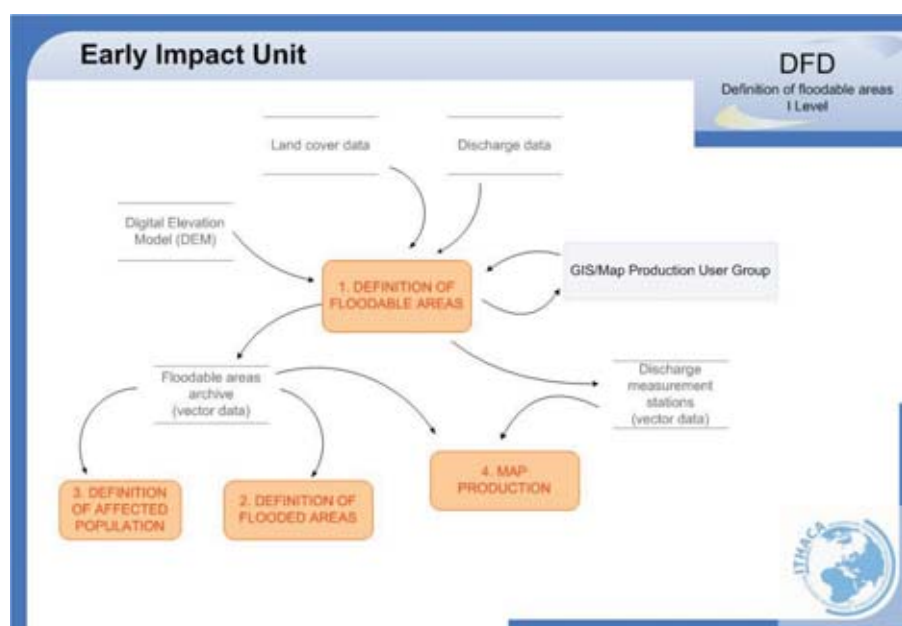 Early Impact Unit
DFD
Definition of floodable areas
I Level
Land cover data
Discharge data
Digital Elevation
Model (DEM)
1. DEFINITION OF
FLOODABLE AREAS
GIS/Map Production User Group
Floodable areas
archive
(vector data)
Discharge
measurement
stations
(vector data)
3. DEFINITION
OF AFFECTED
POPULATION
2. DEFINITION OF
FLOODED AREAS
4. MAP
PRODUCTION
ITHACA